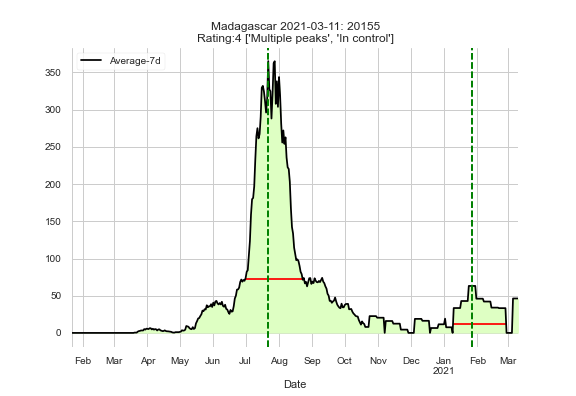 Madagascar 2021-03-11: 20155
Rating:4 ['Multiple peaks', 'In control']
Average-7d
350
300
250
200
150
100
50
0
Feb Mar Apr May Jun Jul Aug Sep Oct Nov Dec Jan Feb Mar
2021
Date